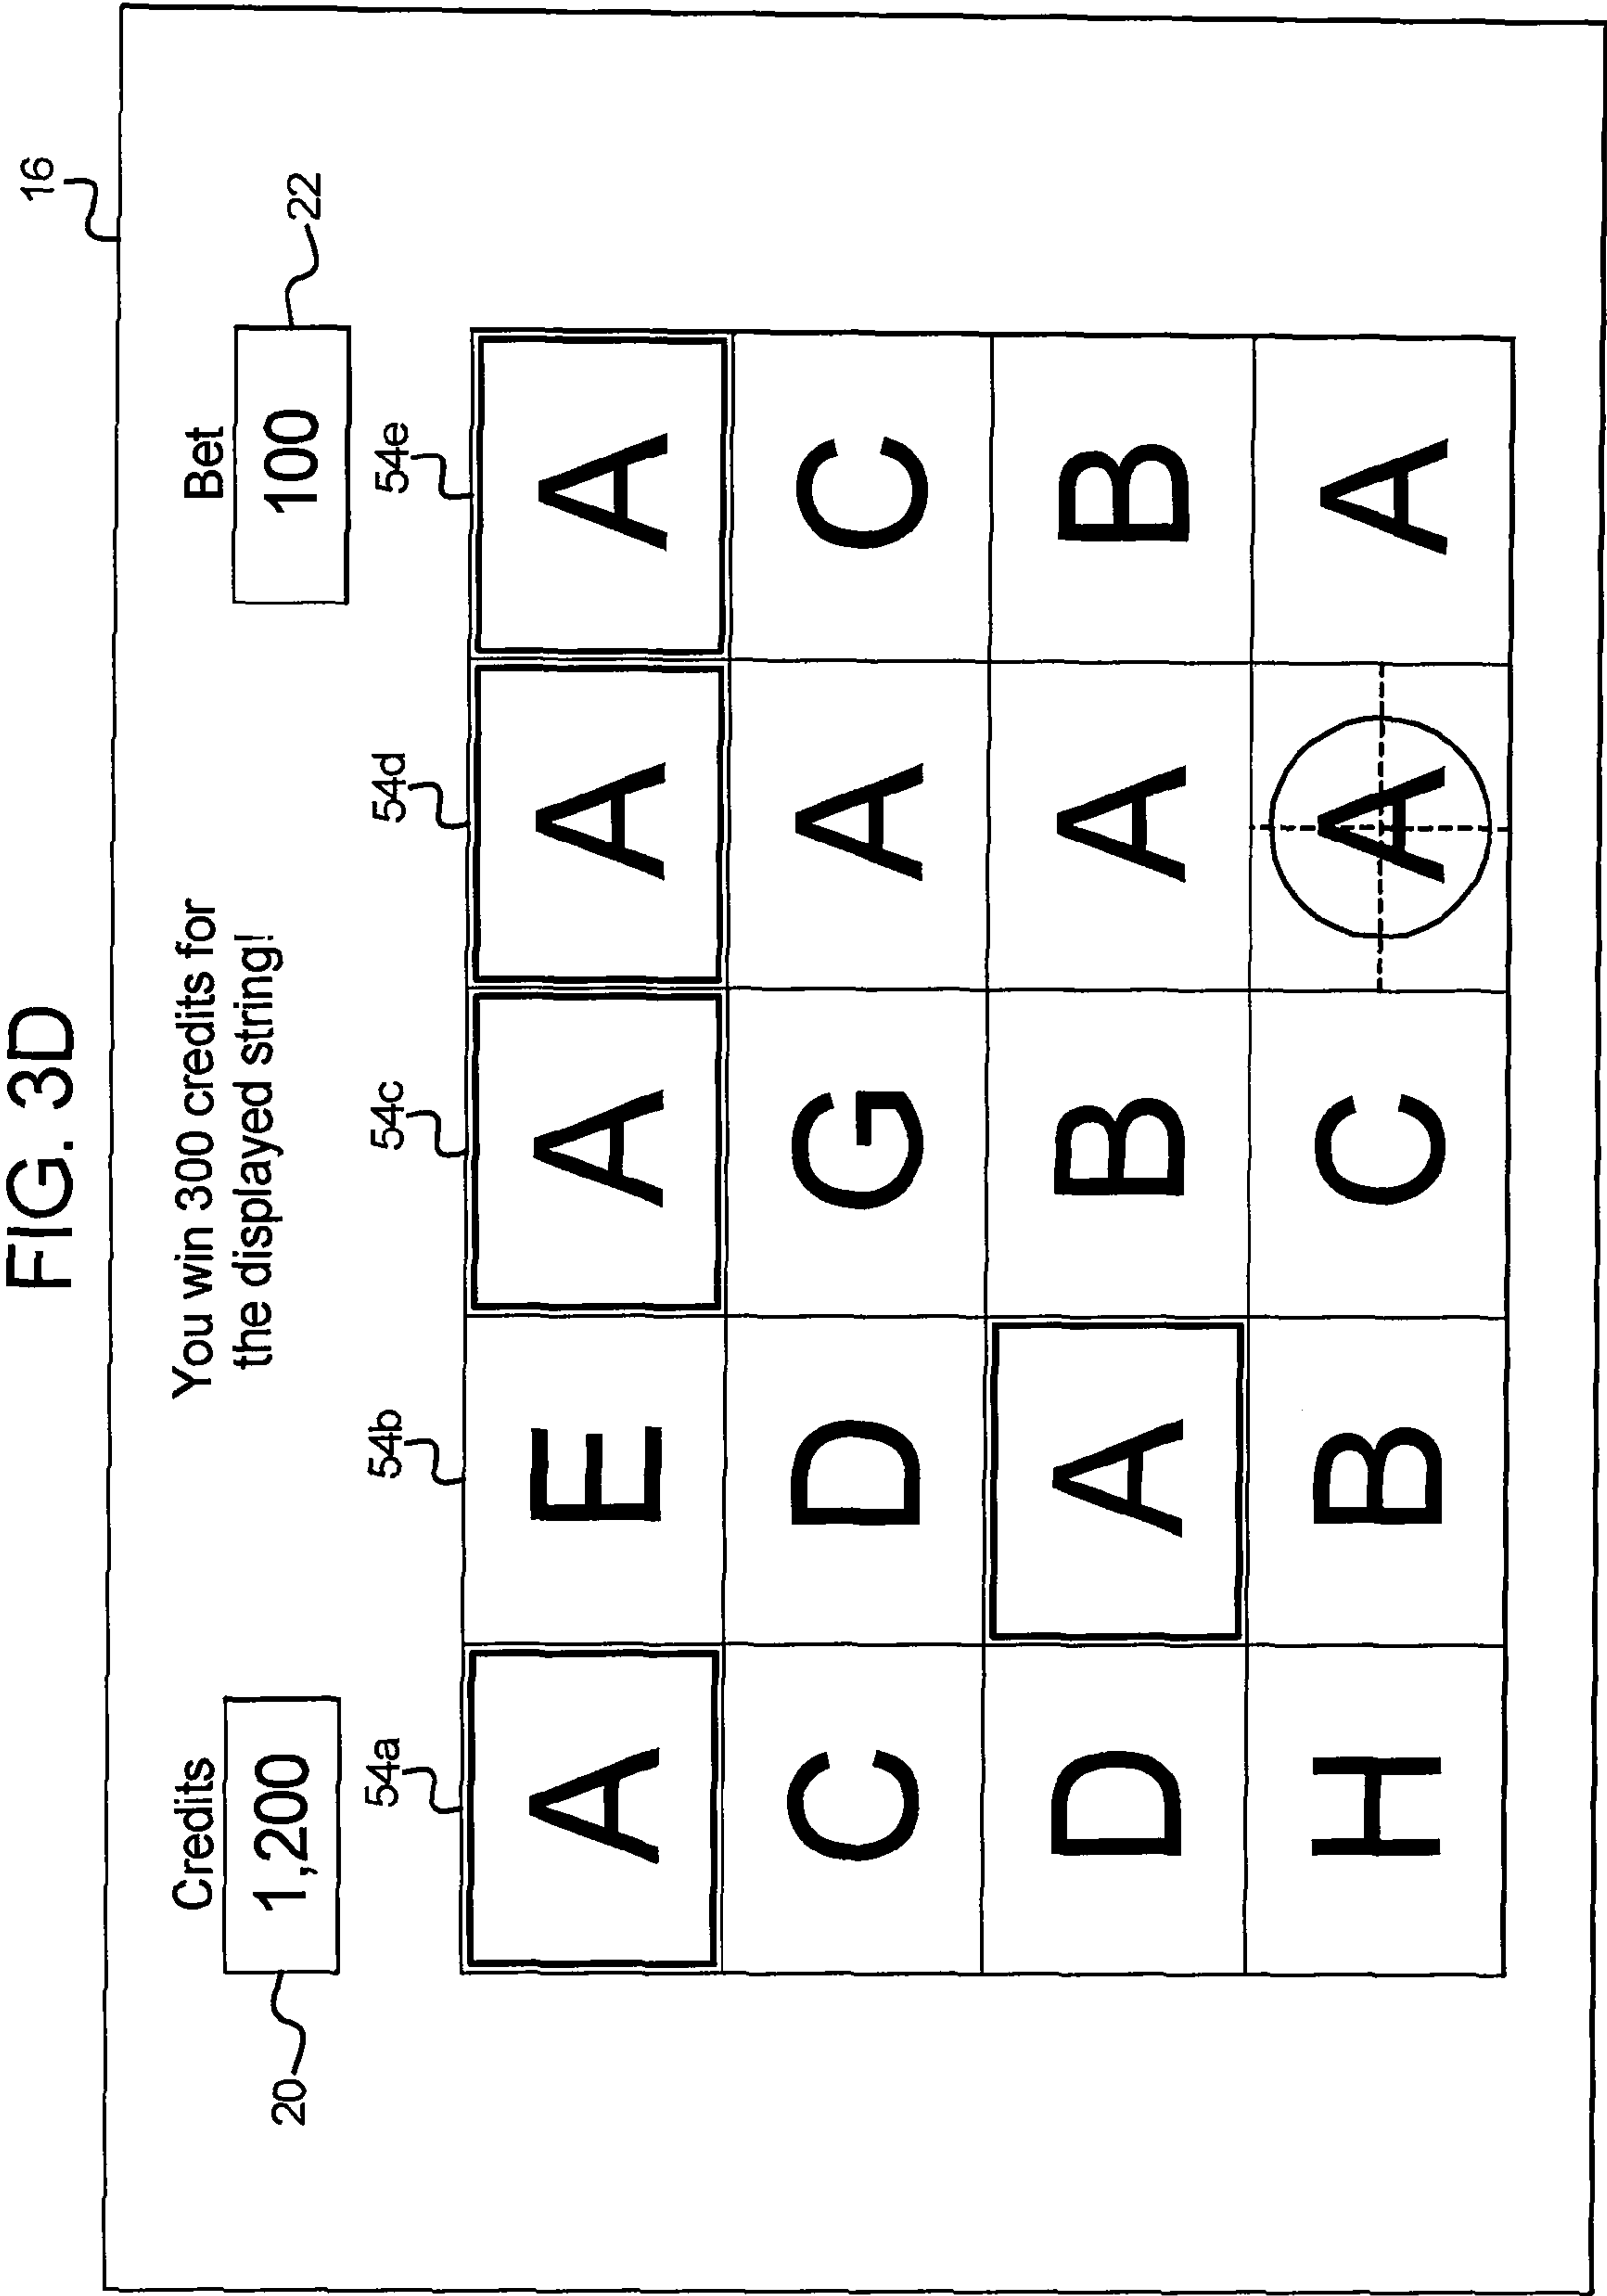 FIG. 3D
16
Credits
1,200
20
You win 300 credits for
the displayed string!
Bet
100
22
54a 54b 54c 54d 54e
A E A A A
C D G A C
D A B A B
H B C A A